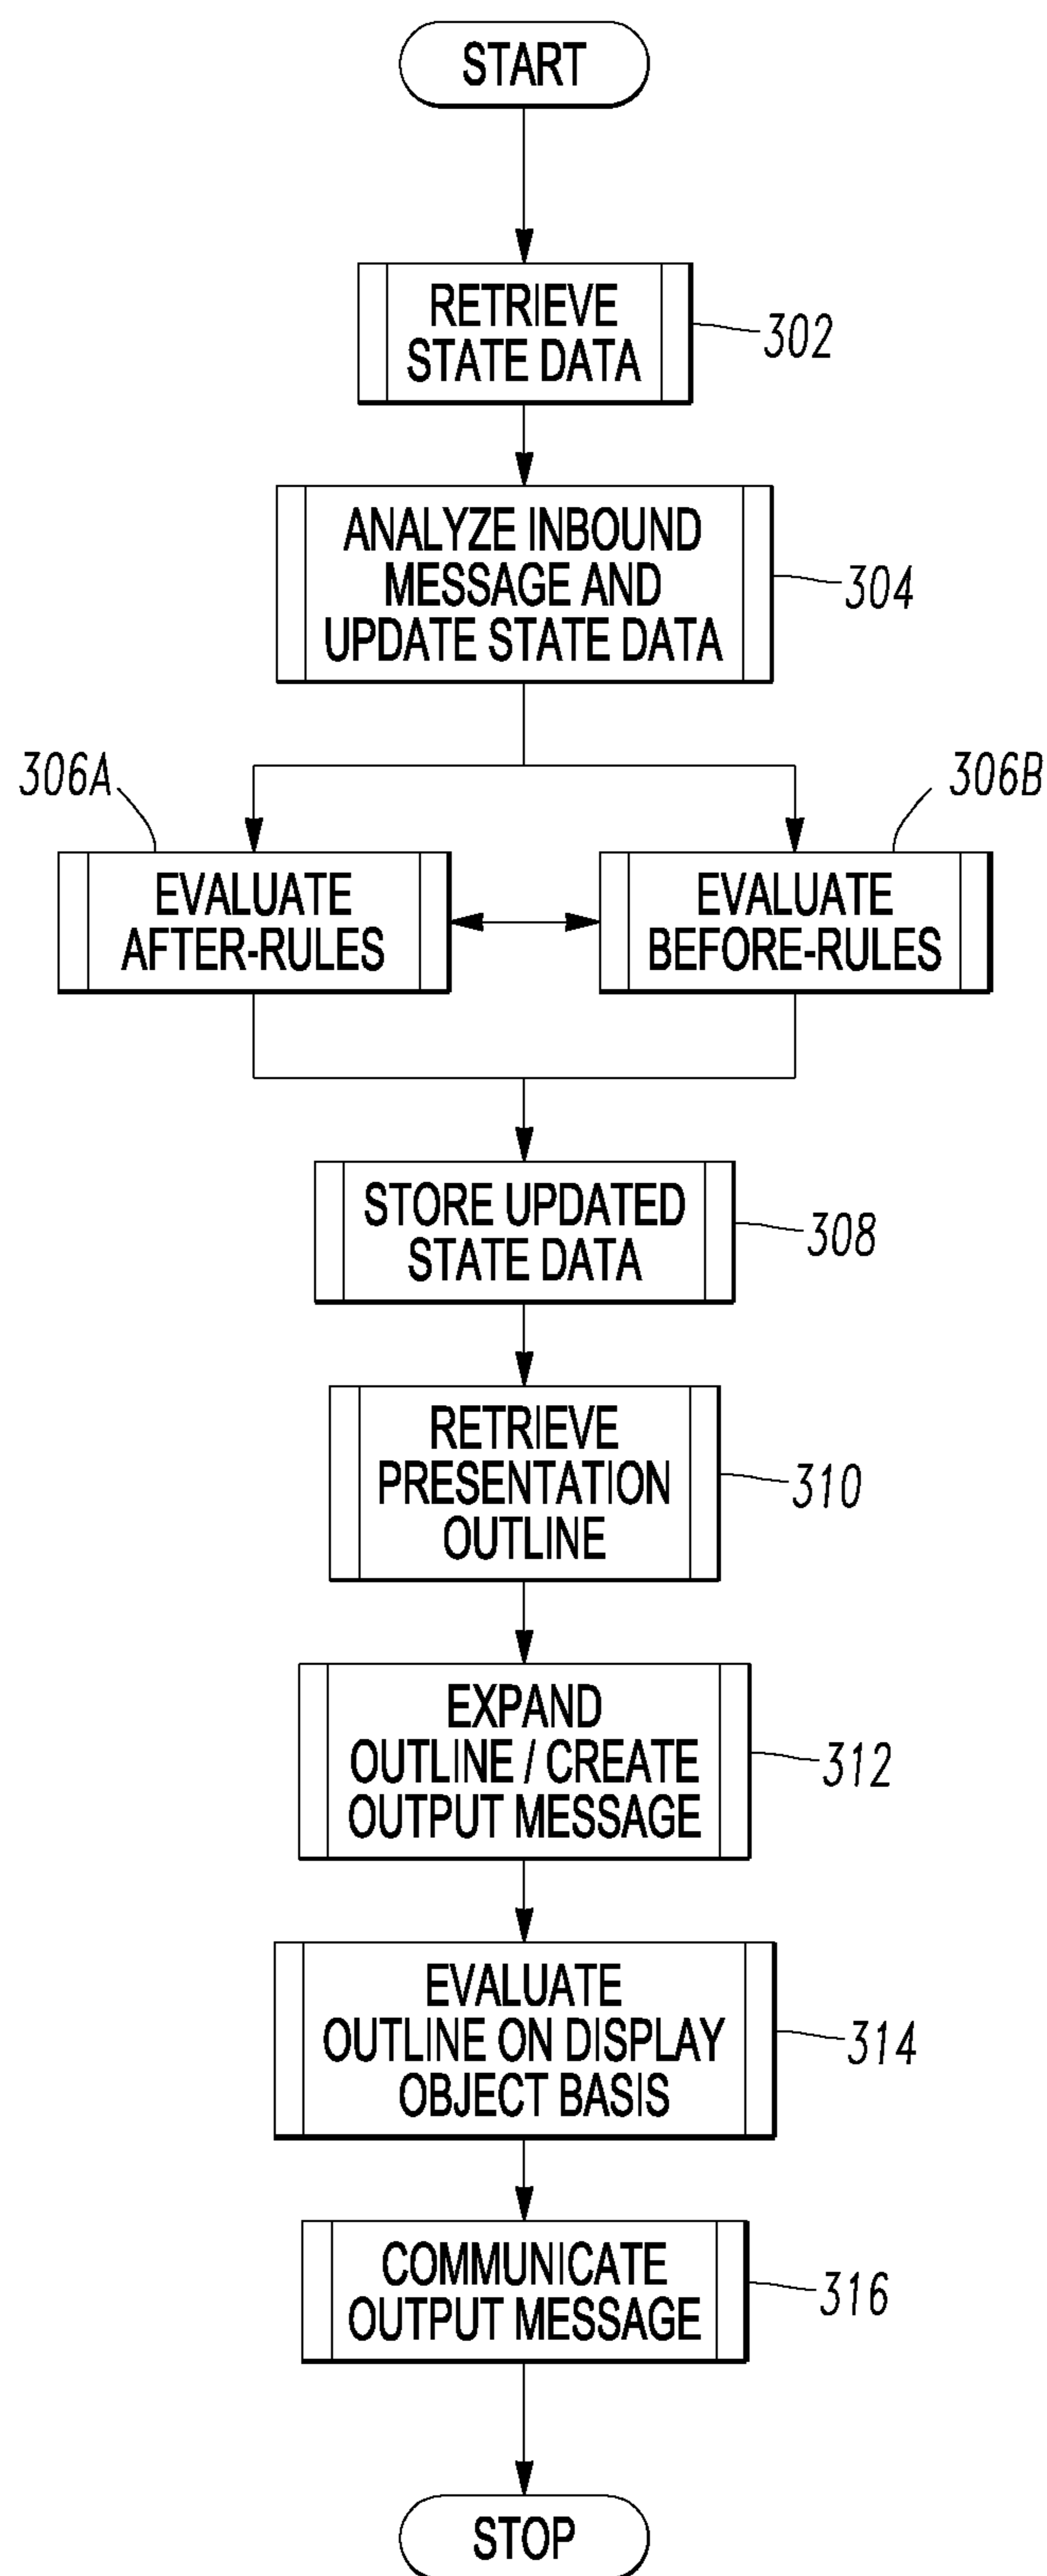 START
RETRIEVE
STATE DATA
302
ANALYZE INBOUND
MESSAGE AND
UPDATE STATE DATA
304
306A
306B
EVALUATE
AFTER-RULES
EVALUATE
BEFORE-RULES
STORE UPDATED
STATE DATA
308
RETRIEVE
PRESENTATION
OUTLINE
310
EXPAND
OUTLINE / CREATE
OUTPUT MESSAGE
312
EVALUATE
OUTLINE ON DISPLAY
OBJECT BASIS
314
COMMUNICATE
OUTPUT MESSAGE
316
STOP